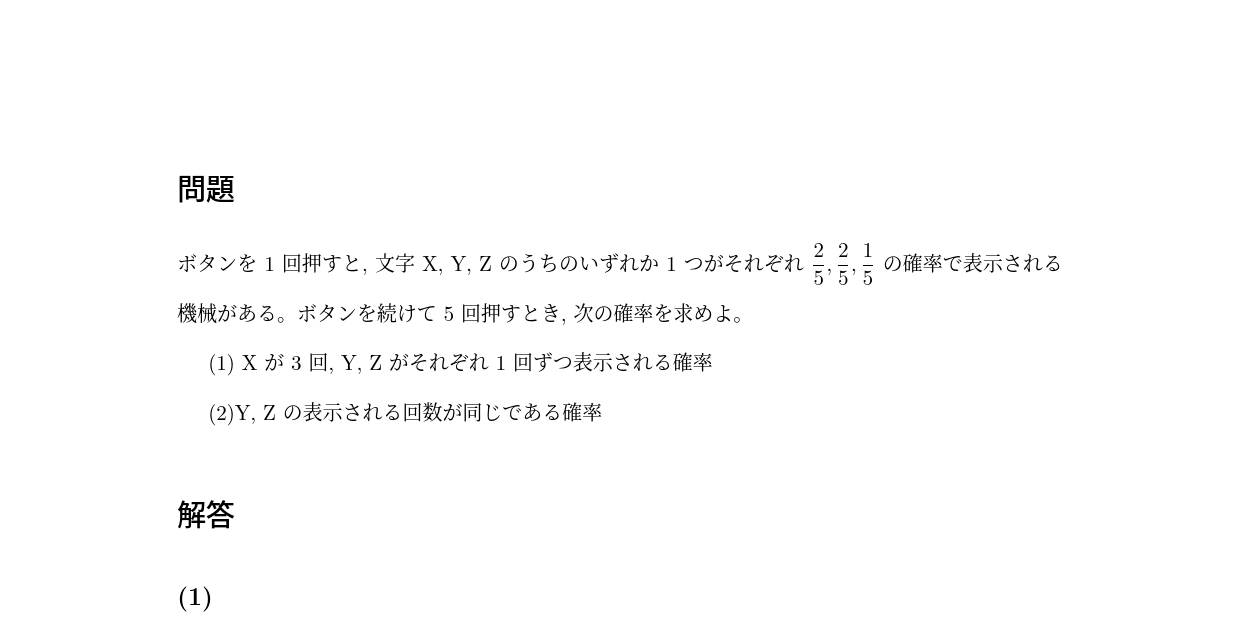 問題
ボタンを 1 回押すと, 文字 X, Y, Z のうちのいずれか 1 つがそれぞれ 2/5, 2/5, 1/5 の確率で表示される
機械がある。ボタンを続けて 5 回押すとき, 次の確率を求めよ。
(1) X が 3 回, Y, Z がそれぞれ 1 回ずつ表示される確率
(2)Y, Z の表示される回数が同じである確率
解答
(1)